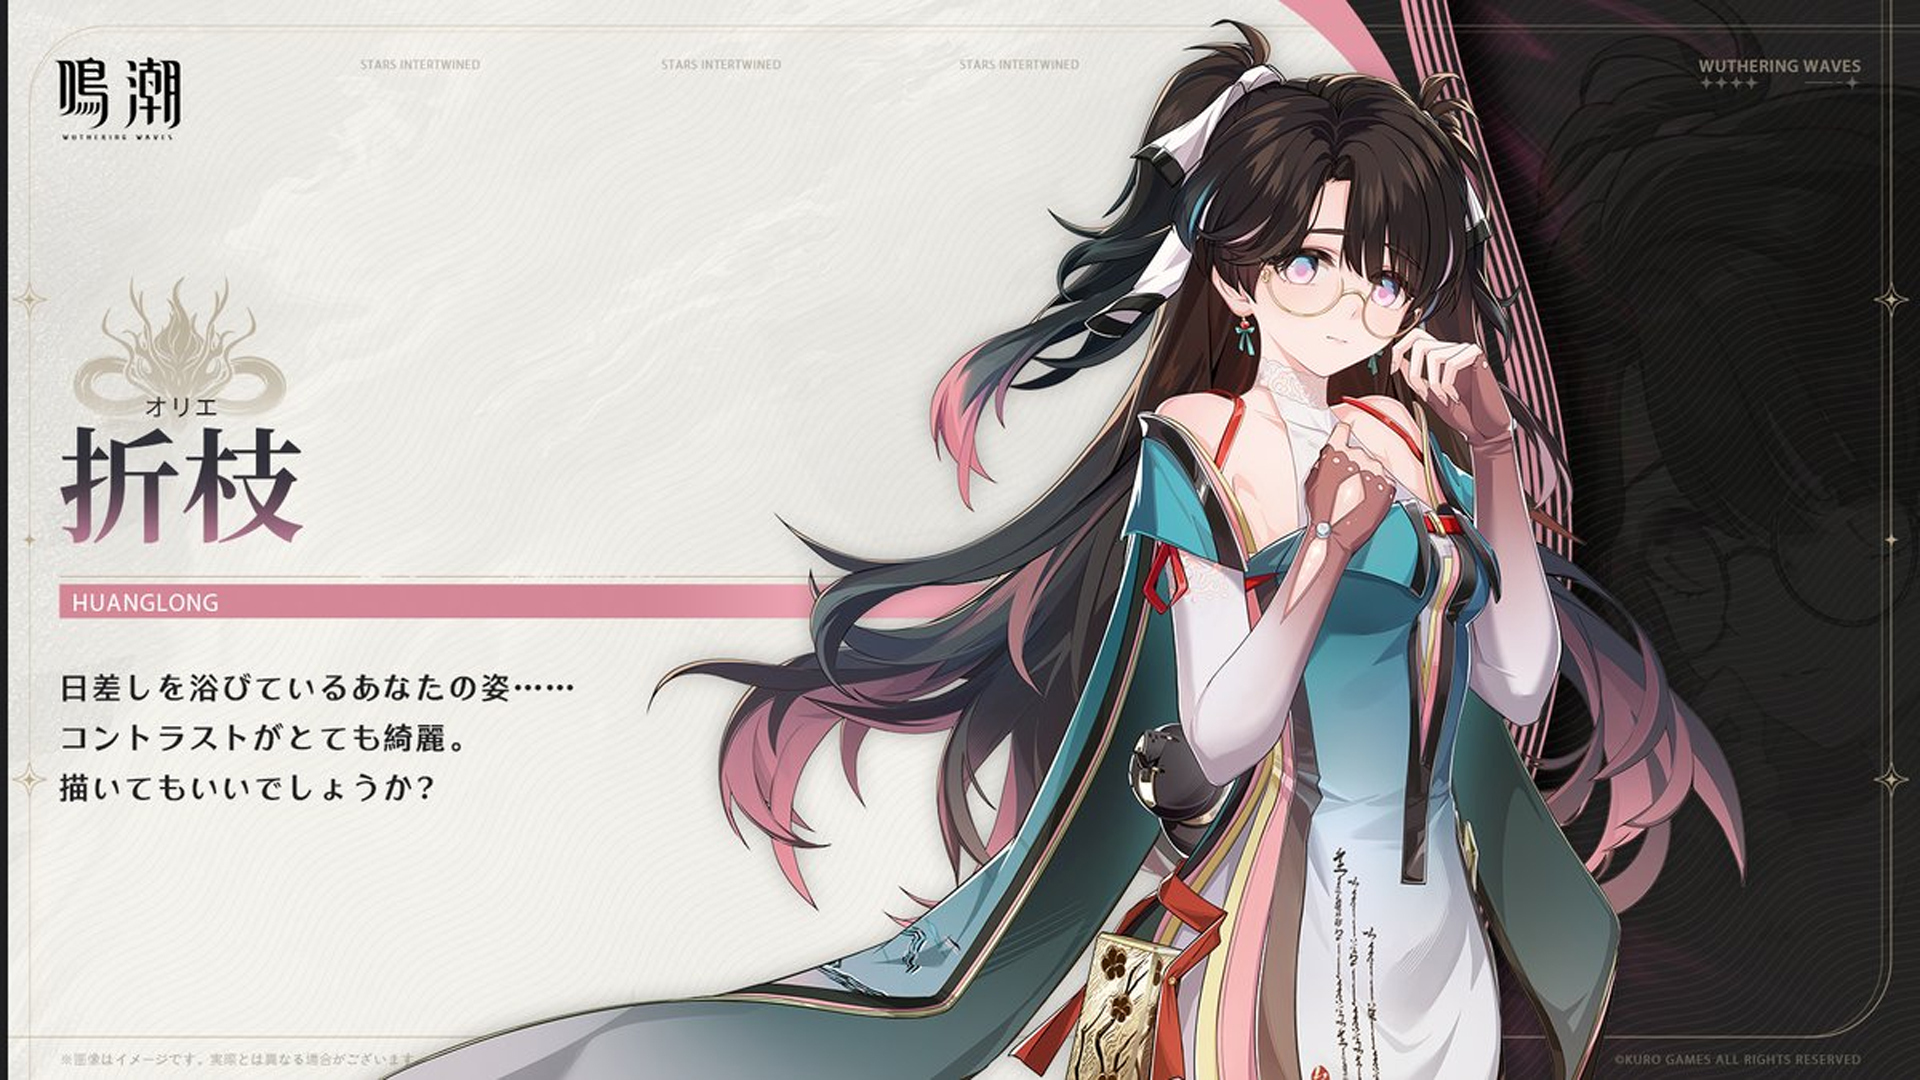 鳴潮
WUTHERING WAVES
STARS INTERTWINED
STARS INTERTWINED
STARS INTERTWINED
WUTHERING WAVES
オリエ
折枝
HUANGLONG
日差しを浴びているあなたの姿……
コントラストがとても綺麗。
描いてもいいでしょうか?
※画像はイメージです。実際とは異なる場合がございます
©KURO GAMES ALL RIGHTS RESERVED